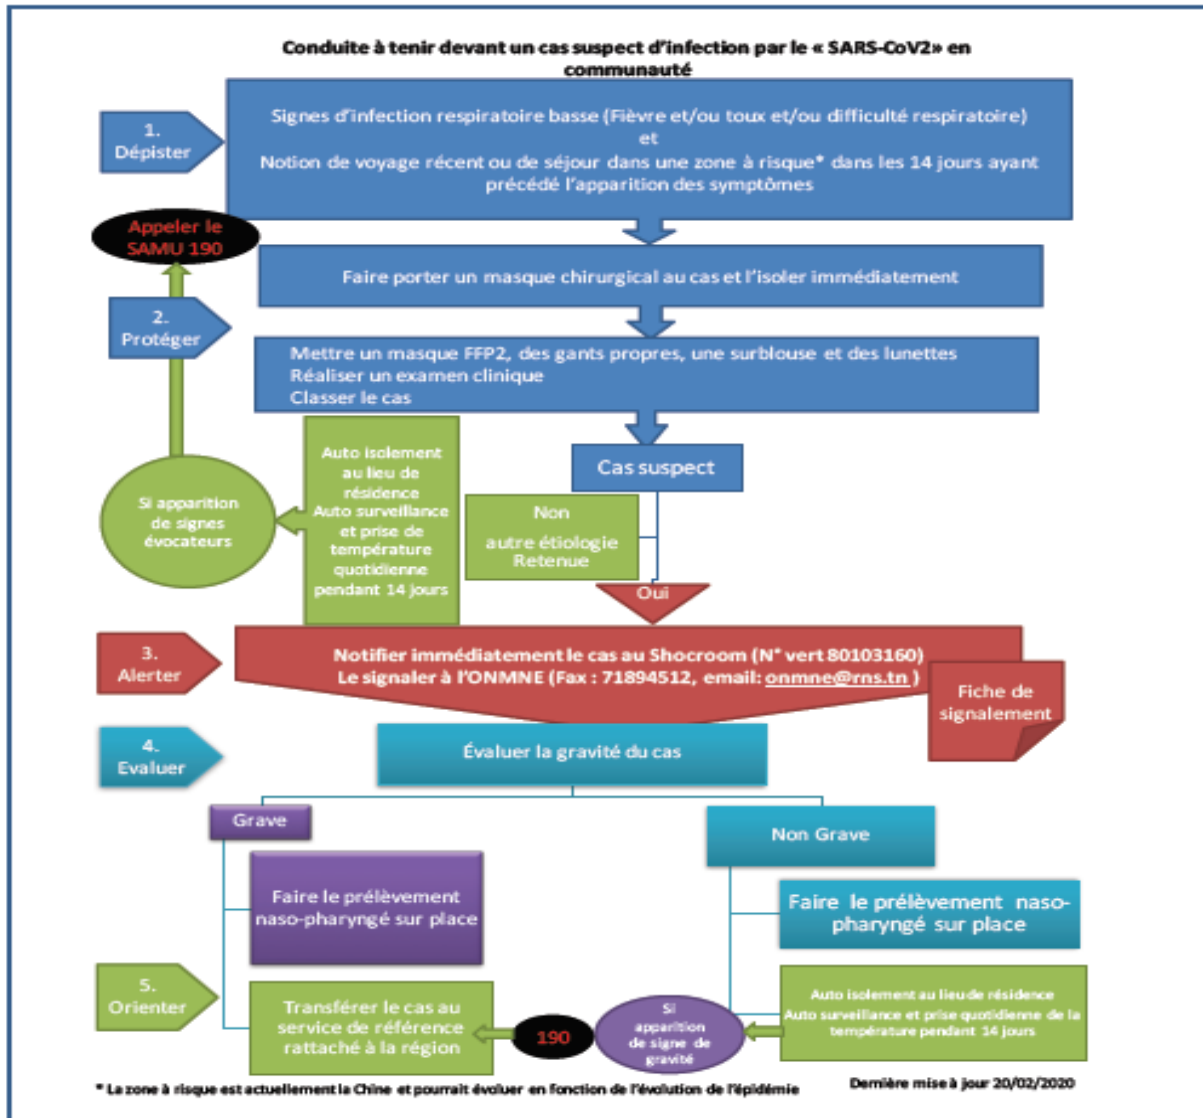 Conduite à tenir devant un cas suspect d'infection par le « SARS-CoV2» en
communauté
1.
Dépister
Signes d'infection respiratoire basse (Fièvre et/ou toux et/ou difficulté respiratoire)
et
Notion de voyage récent ou de séjour dans une zone à risque* dans les 14 jours ayant
précédé l'apparition des symptômes
Appeler le
SAMU 190
Faire porter un masque chirurgical au cas et l'isoler immédiatement
2.
Protéger
Mettre un masque FFP2, des gants propres, une surblouse et des lunettes
Réaliser un examen clinique
Classer le cas
Cas suspect
Auto isolement
au lieu de
résidence
Auto surveillance
et prise de
température
quotidienne
pendant 14 jours
Si apparition
de signes
évocateurs
Non
autre étiologie
Retenue
Oui
3.
Alerter
Notifier immédiatement le cas au Shocroom (N° vert 80103160)
Le signaler à l'ONMNE (Fax : 71894512, email: onmne@rns.tn )
Fiche de
signalement
4.
Evaluer
Évaluer la gravité du cas
Grave
Non Grave
Faire le prélèvement
naso-pharyngé sur place
Faire le prélèvement naso-
pharyngé sur place
5.
Orienter
Transférer le cas au
service de référence
rattaché à la région
190
Si
apparition
de signe de
gravité
Auto isolement au lieu de résidence
Auto surveillance et prise quotidienne de la
température pendant 14 jours
* La zone à risque est actuellement la Chine et pourrait évoluer en fonction de l'évolution de l'épidémie
Dernière mise à jour 20/02/2020